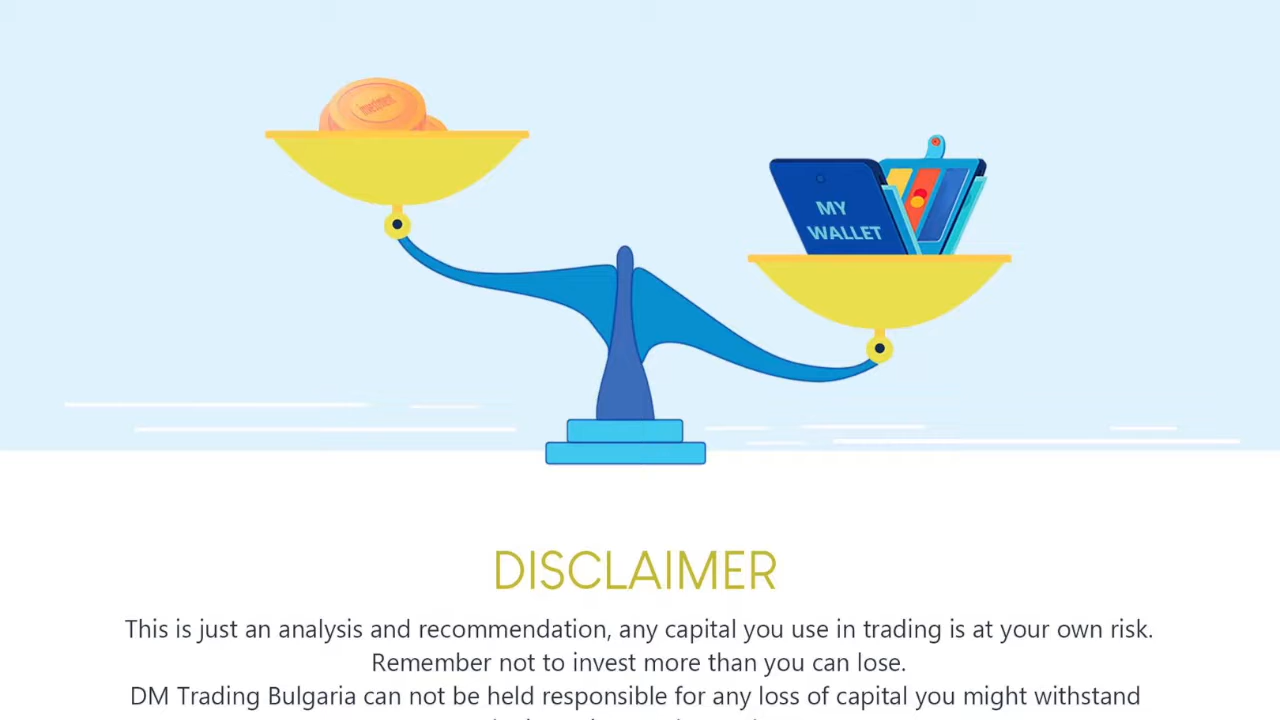 investment
MY
WALLET
DISCLAIMER
This is just an analysis and recommendation, any capital you use in trading is at your own risk.
Remember not to invest more than you can lose.
DM Trading Bulgaria can not be held responsible for any loss of capital you might withstand